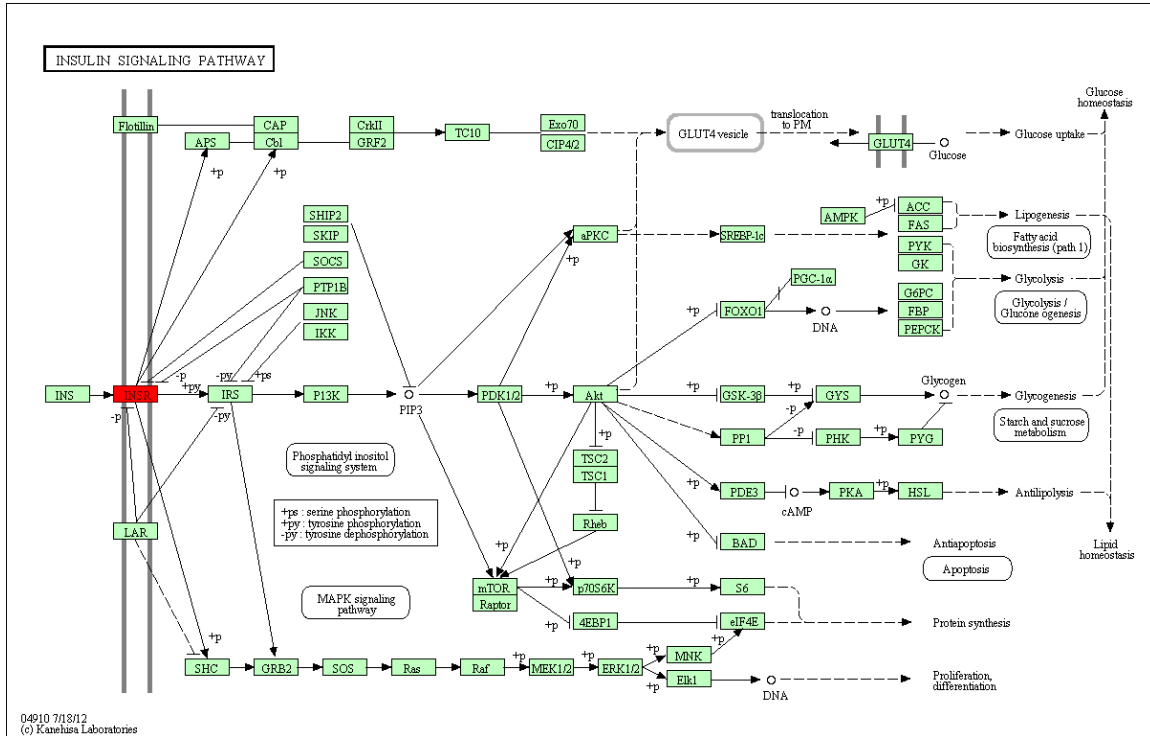 INSULIN SIGNALING PATHWAY
Glucose
homeostasis
Flotillin
CAP
CrkII
TC10
Exo70
APS
Cbl
GRF2
CIP4/2
GLUT4 vesicle
translocation
to PM
GLUT4
Glucose
Glucose uptake
+p
+p
SHIP2
SKIP
SOCS
PTP1B
JNK
IKK
aPKC
+p
SREBP-1c
AMPK
+p
ACC
FAS
PYK
GK
Lipogenesis
Fatty acid
biosynthesis (path 1)
PGC-1α
FOXO1
+p
DNA
G6PC
FBP
PEPCK
Glycolysis
Glycolysis /
Glucone ogenesis
INS
INSR
-p
+py
-p
-py
+ps
IRS
-py
P13K
PIP3
PDK1/2
+p
Akt
+p
GSK-3β
+p
GYS
Glycogen
Glycogenesis
-p
PP1
-p
PHK
+p
PYG
Starch and sucrose
metabolism
Phosphatidyl inositol
signaling system
+p
TSC2
TSC1
+p
PDE3
cAMP
PKA
+p
HSL
Antilipolysis
+ps : serine phosphorylation
+py : tyrosine phosphorylation
-py : tyrosine dephosphorylation
LAR
Rheb
+p
BAD
Antiapoptosis
Apoptosis
Lipid
homeostasis
+p
+p
mTOR
Raptor
+p
p70S6K
+p
S6
MAPK signaling
pathway
+p
4EBP1
eIF4E
Protein synthesis
+p
SHC
GRB2
SOS
Ras
Raf
+p
MEK1/2
+p
ERK1/2
+p
MNK
+p
+p
Elk1
DNA
Proliferation,
differentiation
04910 7/18/12
(c) Kanehisa Laboratories